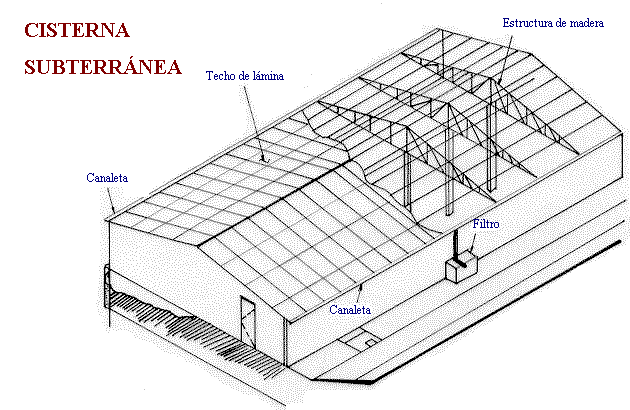 CISTERNA
SUBTERRÁNEA
Estructura de madera
Techo de lámina
Canaleta
Filtro
Canaleta